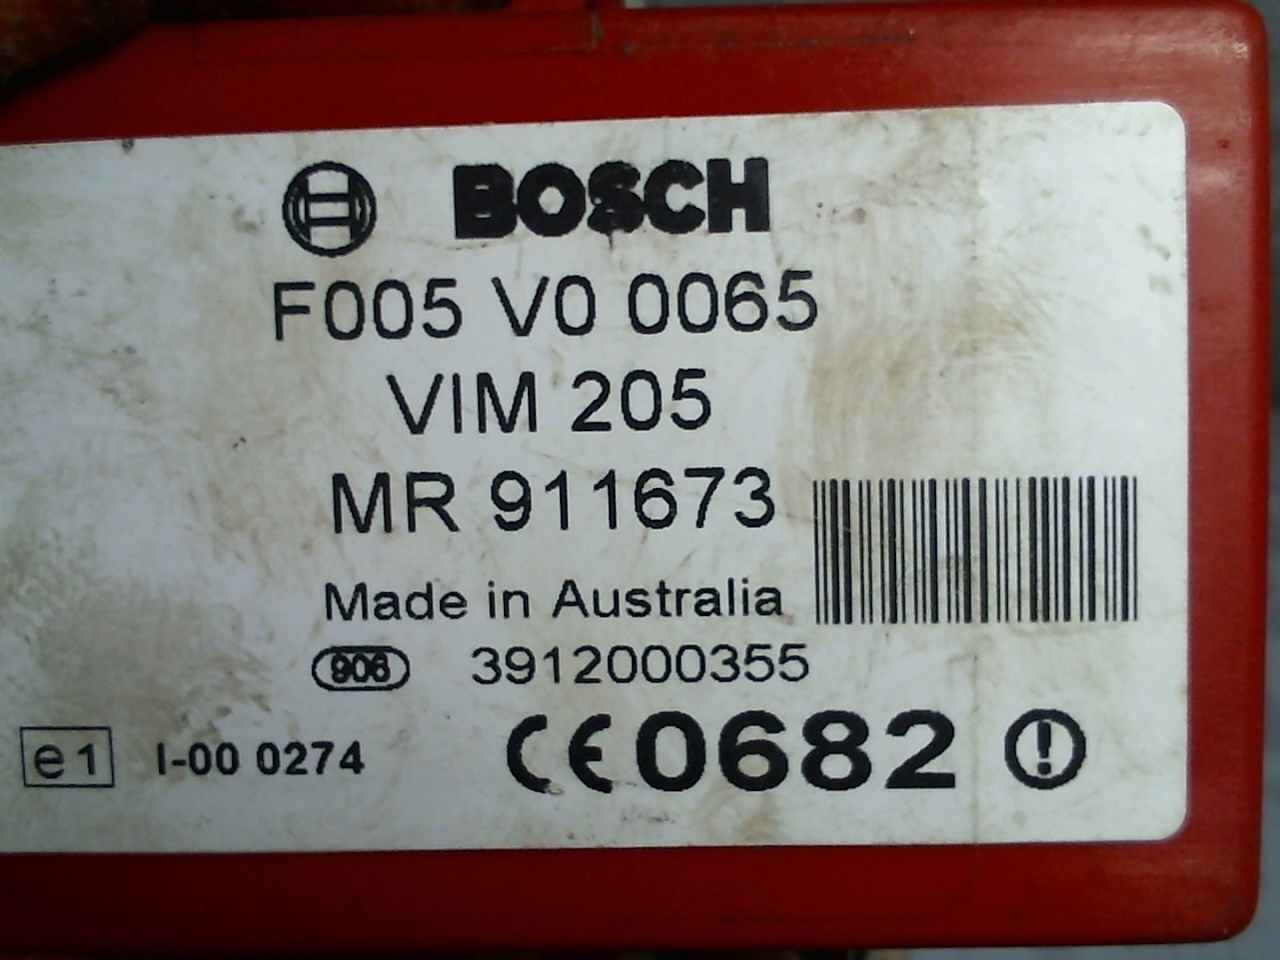 BOSCH
F005 V0 0065
VIM 205
MR 911673
Made in Australia
906 3912000355
e1 I-00 0274 CE0682